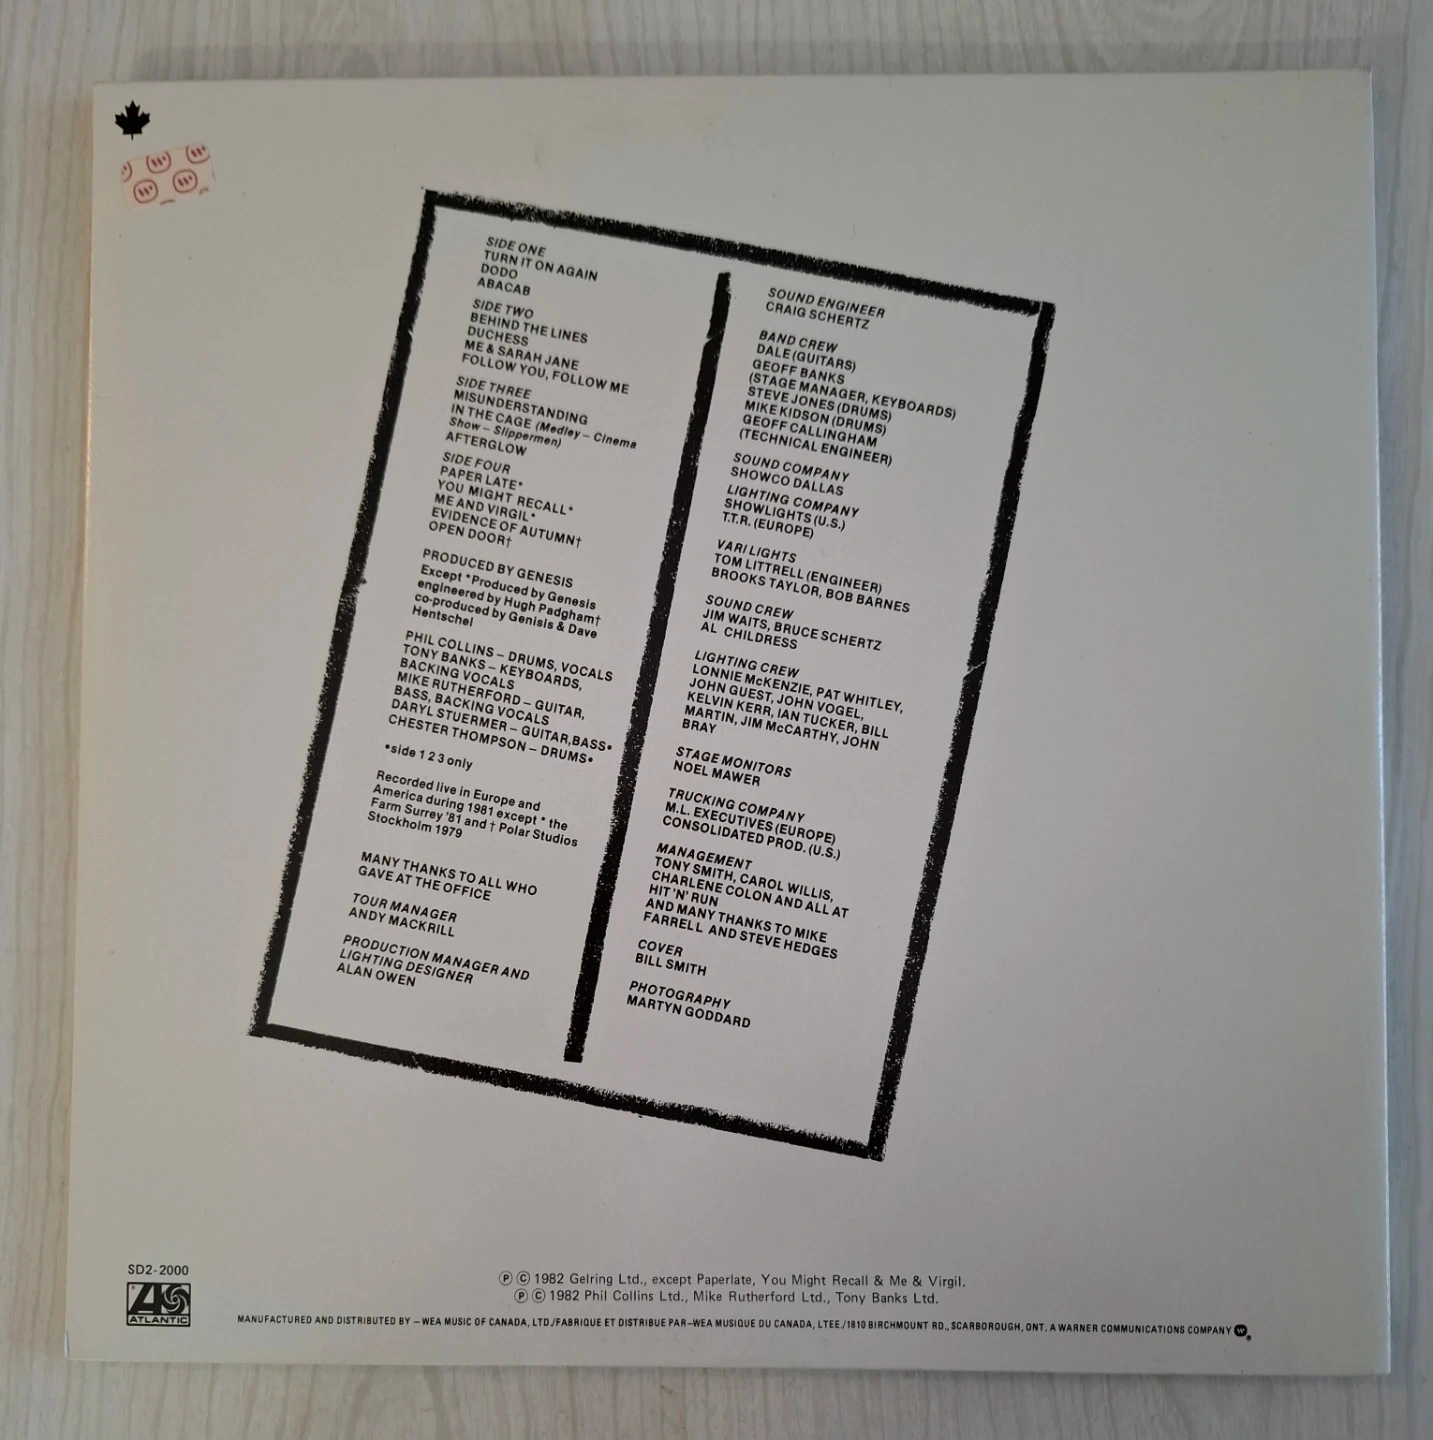 SIDE ONE
TURN IT ON AGAIN
DODO
ABACAB
SIDE TWO
BEHIND THE LINES
DUCHESS
ME & SARAH JANE
FOLLOW YOU, FOLLOW ME
SIDE THREE
MISUNDERSTANDING
IN THE CAGE (Medley – Cinema
Show – Slippermen)
AFTERGLOW
SIDE FOUR
PAPER LATE*
YOU MIGHT RECALL*
ME AND VIRGIL*
EVIDENCE OF AUTUMN†
OPEN DOOR†
PRODUCED BY GENESIS
Except *Produced by Genesis
engineered by Hugh Padgham†
co-produced by Genisis & Dave
Hentschel
PHIL COLLINS – DRUMS, VOCALS
TONY BANKS – KEYBOARDS,
BACKING VOCALS
MIKE RUTHERFORD – GUITAR,
BASS, BACKING VOCALS
DARYL STUERMER – GUITAR,BASS•
CHESTER THOMPSON – DRUMS•
•side 1 2 3 only
Recorded live in Europe and
America during 1981 except * the
Farm Surrey '81 and † Polar Studios
Stockholm 1979
MANY THANKS TO ALL WHO
GAVE AT THE OFFICE
TOUR MANAGER
ANDY MACKRILL
PRODUCTION MANAGER AND
LIGHTING DESIGNER
ALAN OWEN
SOUND ENGINEER
CRAIG SCHERTZ
BAND CREW
DALE (GUITARS)
GEOFF BANKS
(STAGE MANAGER, KEYBOARDS)
STEVE JONES (DRUMS)
MIKE KIDSON (DRUMS)
GEOFF CALLINGHAM
(TECHNICAL ENGINEER)
SOUND COMPANY
SHOWCO DALLAS
LIGHTING COMPANY
SHOWLIGHTS (U.S.)
T.T.R. (EUROPE)
VARI LIGHTS
TOM LITTRELL (ENGINEER)
BROOKS TAYLOR, BOB BARNES
SOUND CREW
JIM WAITS, BRUCE SCHERTZ
AL CHILDRESS
LIGHTING CREW
LONNIE McKENZIE, PAT WHITLEY,
JOHN GUEST, JOHN VOGEL,
KELVIN KERR, IAN TUCKER, BILL
MARTIN, JIM McCARTHY, JOHN
BRAY
STAGE MONITORS
NOEL MAWER
TRUCKING COMPANY
M.L. EXECUTIVES (EUROPE)
CONSOLIDATED PROD. (U.S.)
MANAGEMENT
TONY SMITH, CAROL WILLIS,
CHARLENE COLON AND ALL AT
HIT 'N' RUN
AND MANY THANKS TO MIKE
FARRELL AND STEVE HEDGES
COVER
BILL SMITH
PHOTOGRAPHY
MARTYN GODDARD
SD2-2000
ATLANTIC
Ⓟ © 1982 Gelring Ltd., except Paperlate, You Might Recall & Me & Virgil.
Ⓟ © 1982 Phil Collins Ltd., Mike Rutherford Ltd., Tony Banks Ltd.
MANUFACTURED AND DISTRIBUTED BY – WEA MUSIC OF CANADA, LTD./FABRIQUE ET DISTRIBUE PAR–WEA MUSIQUE DU CANADA, LTEE./1810 BIRCHMOUNT RD., SCARBOROUGH, ONT. A WARNER COMMUNICATIONS COMPANY